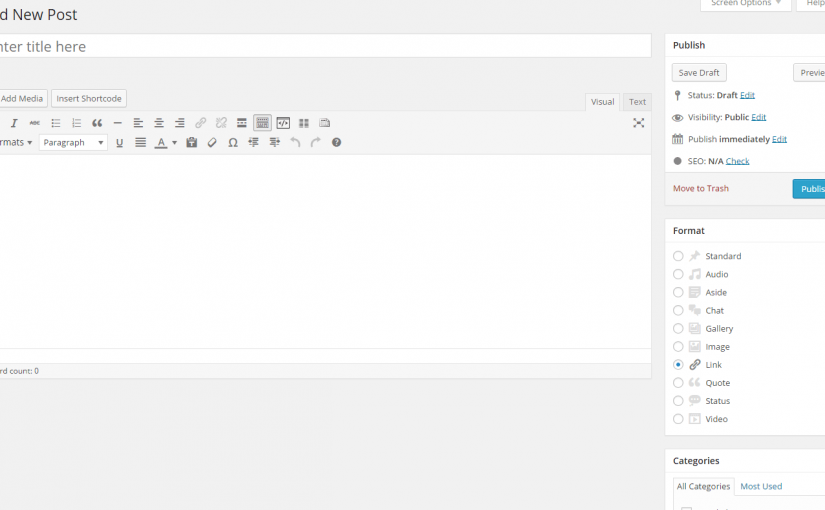 Screen Options Help
d New Post
nter title here
Add Media Insert Shortcode
Visual Text
ABC
rmats Paragraph
rd count: 0
Publish
Save Draft Previe
Status: Draft Edit
Visibility: Public Edit
Publish immediately Edit
SEO: N/A Check
Move to Trash Publis
Format
Standard
Audio
Aside
Chat
Gallery
Image
Link
Quote
Status
Video
Categories
All Categories Most Used